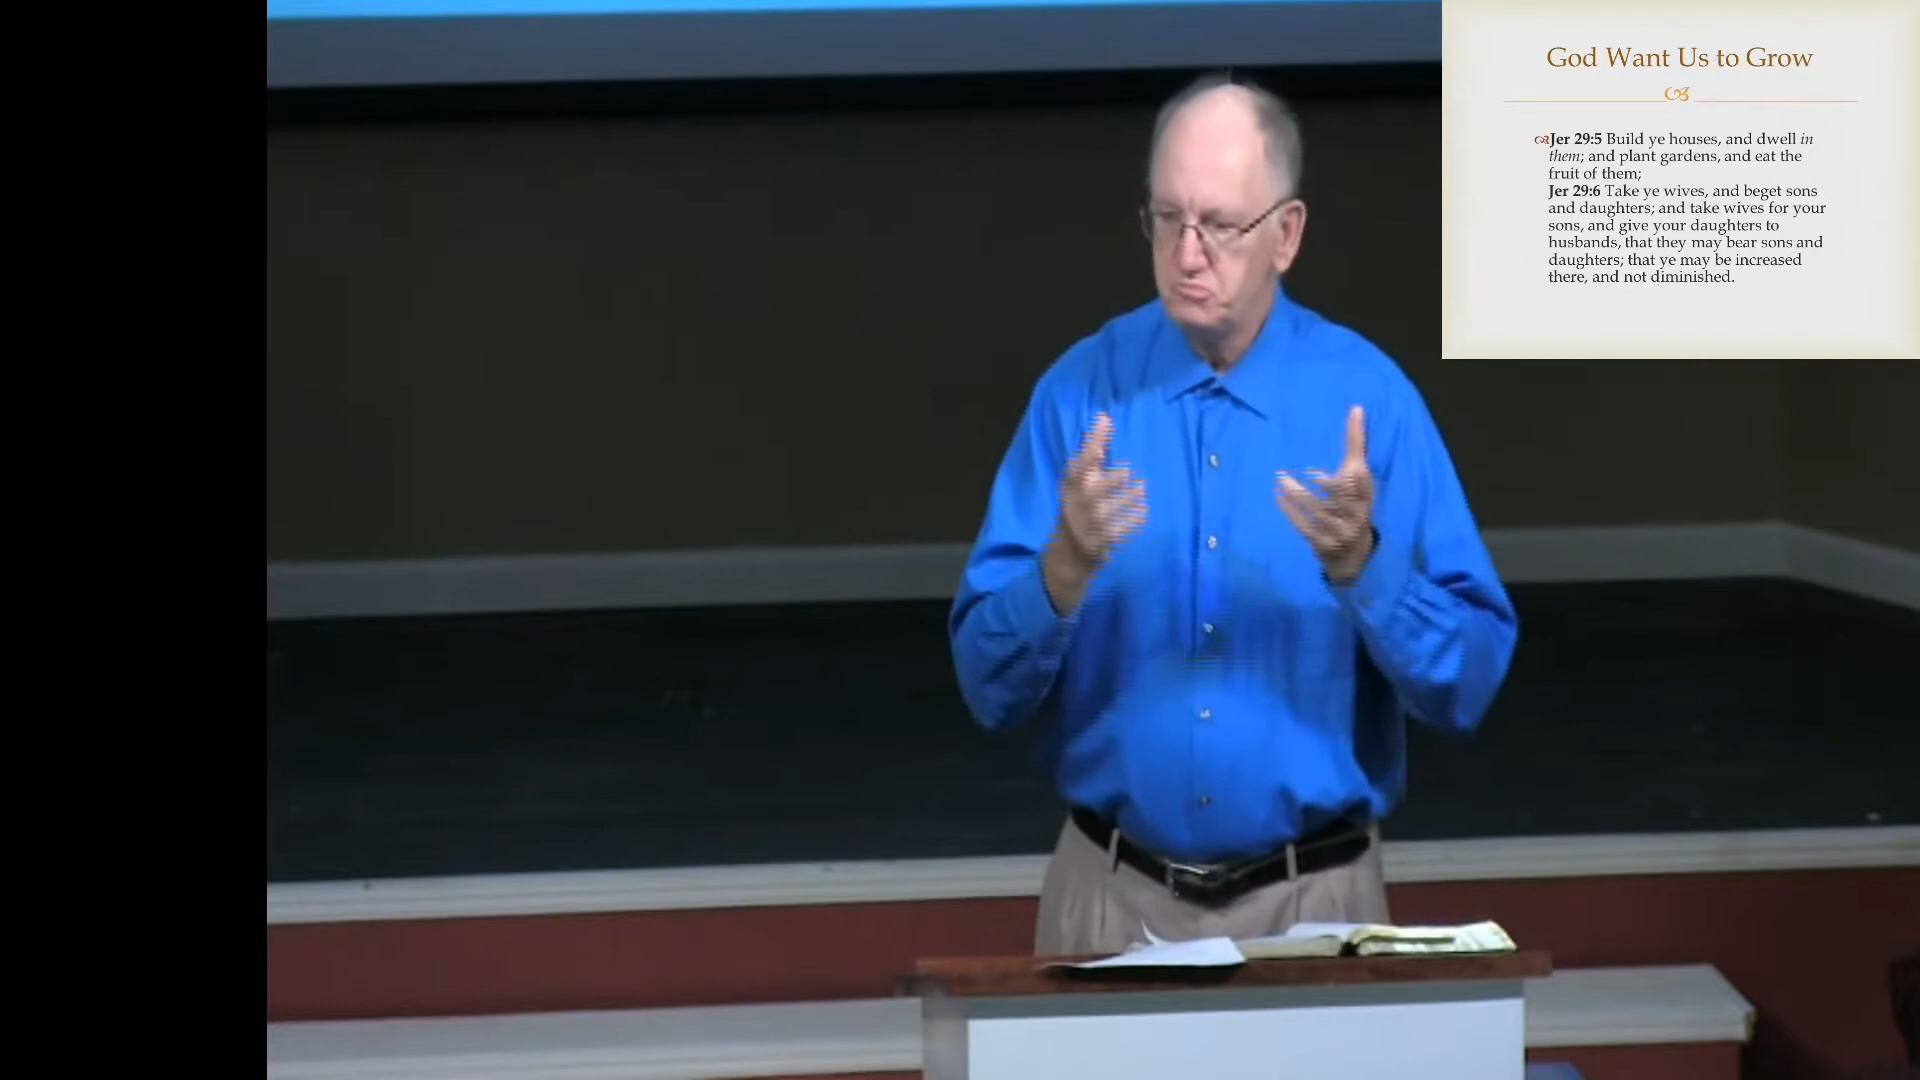 God Want Us to Grow
Jer 29:5 Build ye houses, and dwell in
them; and plant gardens, and eat the
fruit of them;
Jer 29:6 Take ye wives, and beget sons
and daughters; and take wives for your
sons, and give your daughters to
husbands, that they may bear sons and
daughters; that ye may be increased
there, and not diminished.